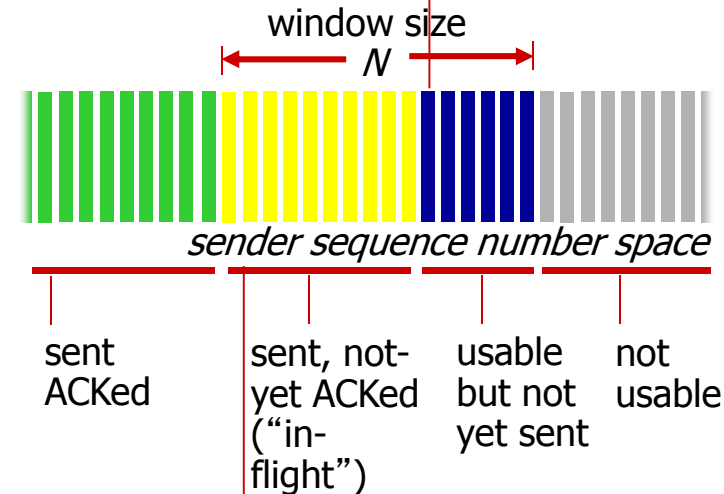 window size
N
sender sequence number space
sent
ACKed
sent, not-
yet ACKed
(“in-
flight”)
usable
but not
yet sent
not
usable